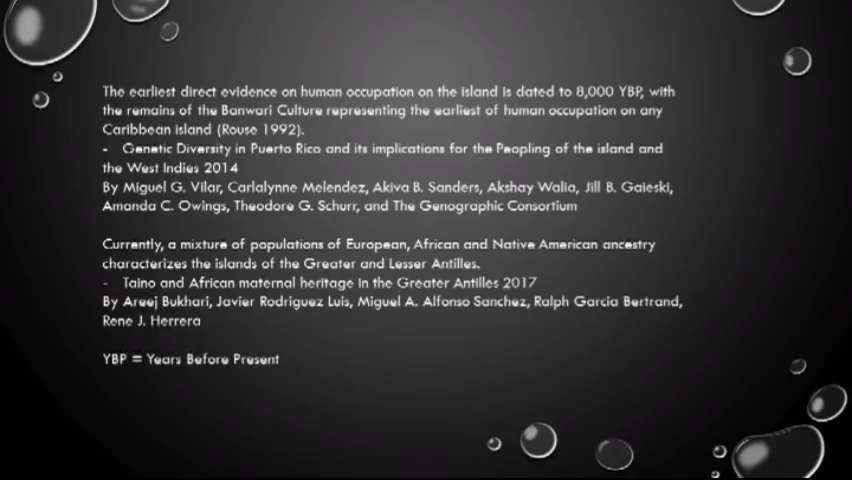 The earliest direct evidence on human occupation on the island is dated to 8,000 YBP, with
the remains of the Banwari Culture representing the earliest of human occupation on any
Caribbean island (Rouse 1992).
- Genetic Diversity in Puerto Rico and its implications for the Peopling of the island and
the West Indies 2014
By Miguel G. Vilar, Carlalynne Melendez, Akiva B. Sanders, Akshay Walia, Jill B. Gaieski,
Amanda C. Owings, Theodore G. Schurr, and The Genographic Consortium
Currently, a mixture of populations of European, African and Native American ancestry
characterizes the islands of the Greater and Lesser Antilles.
- Taino and African maternal heritage in the Greater Antilles 2017
By Areej Bukhari, Javier Rodriguez Luis, Miguel A. Alfonso Sanchez, Ralph Garcia Bertrand,
Rene J. Herrera
YBP = Years Before Present